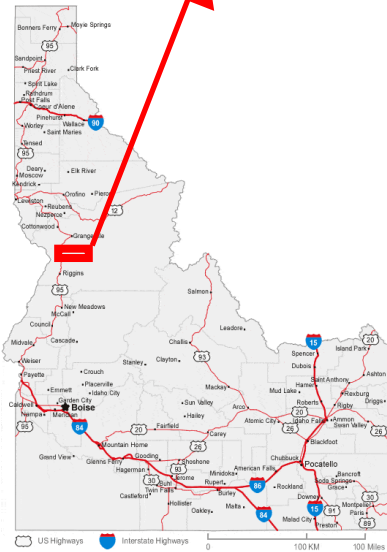 Bonners Ferry
Moyie Springs
95
Sandpoint
Priest River
Clark Fork
Spirit Lake
Rathdrum
Post Falls
Coeur d'Alene
Pinehurst
Wallace
90
Worley
Saint Maries
Tensed
95
Deery
Elk River
Moscow
Kendrick
Orofino
Pierce
Lewiston
Reubens
Nezperce
12
Cottonwood
Grangeville
Riggins
95
Salmon
New Meadows
McCall
Council
Leadore
15
20
Midvale
Cascade
Challis
93
Spencer
Island Park
Stanley
Clayton
Dubois
Weiser
Payette
Crouch
Mackay
Hamer
Saint Anthony
Ashton
Emmett
Placerville
Idaho City
Mud Lake
Rexburg
Garden City
Sun Valley
Arco
Roberts
Rigby
Driggs
Caldwell
Boise
Hailey
20
Idaho Falls
Ammon
Nampa
Meridian
Atomic City
26
Swan Valley
95
84
20
Fairfield
Carey
26
26
Blackfoot
Mountain Home
Grand View
Gooding
Shoshone
Chubbuck
Pocatello
Glenns Ferry
93
American Falls
Bancroft
Hagerman
Jerome
Minidoka
Soda Springs
30
Buhl
Rupert
86
Rockland
Grace
Twin Falls
Burley
Castleford
Downey
30
Hollister
Malta
15
91
Montpelier
Paris
Oakley
84
Malad City
Preston
89
US Highways
Interstate Highways
0
100 KM
100 Miles